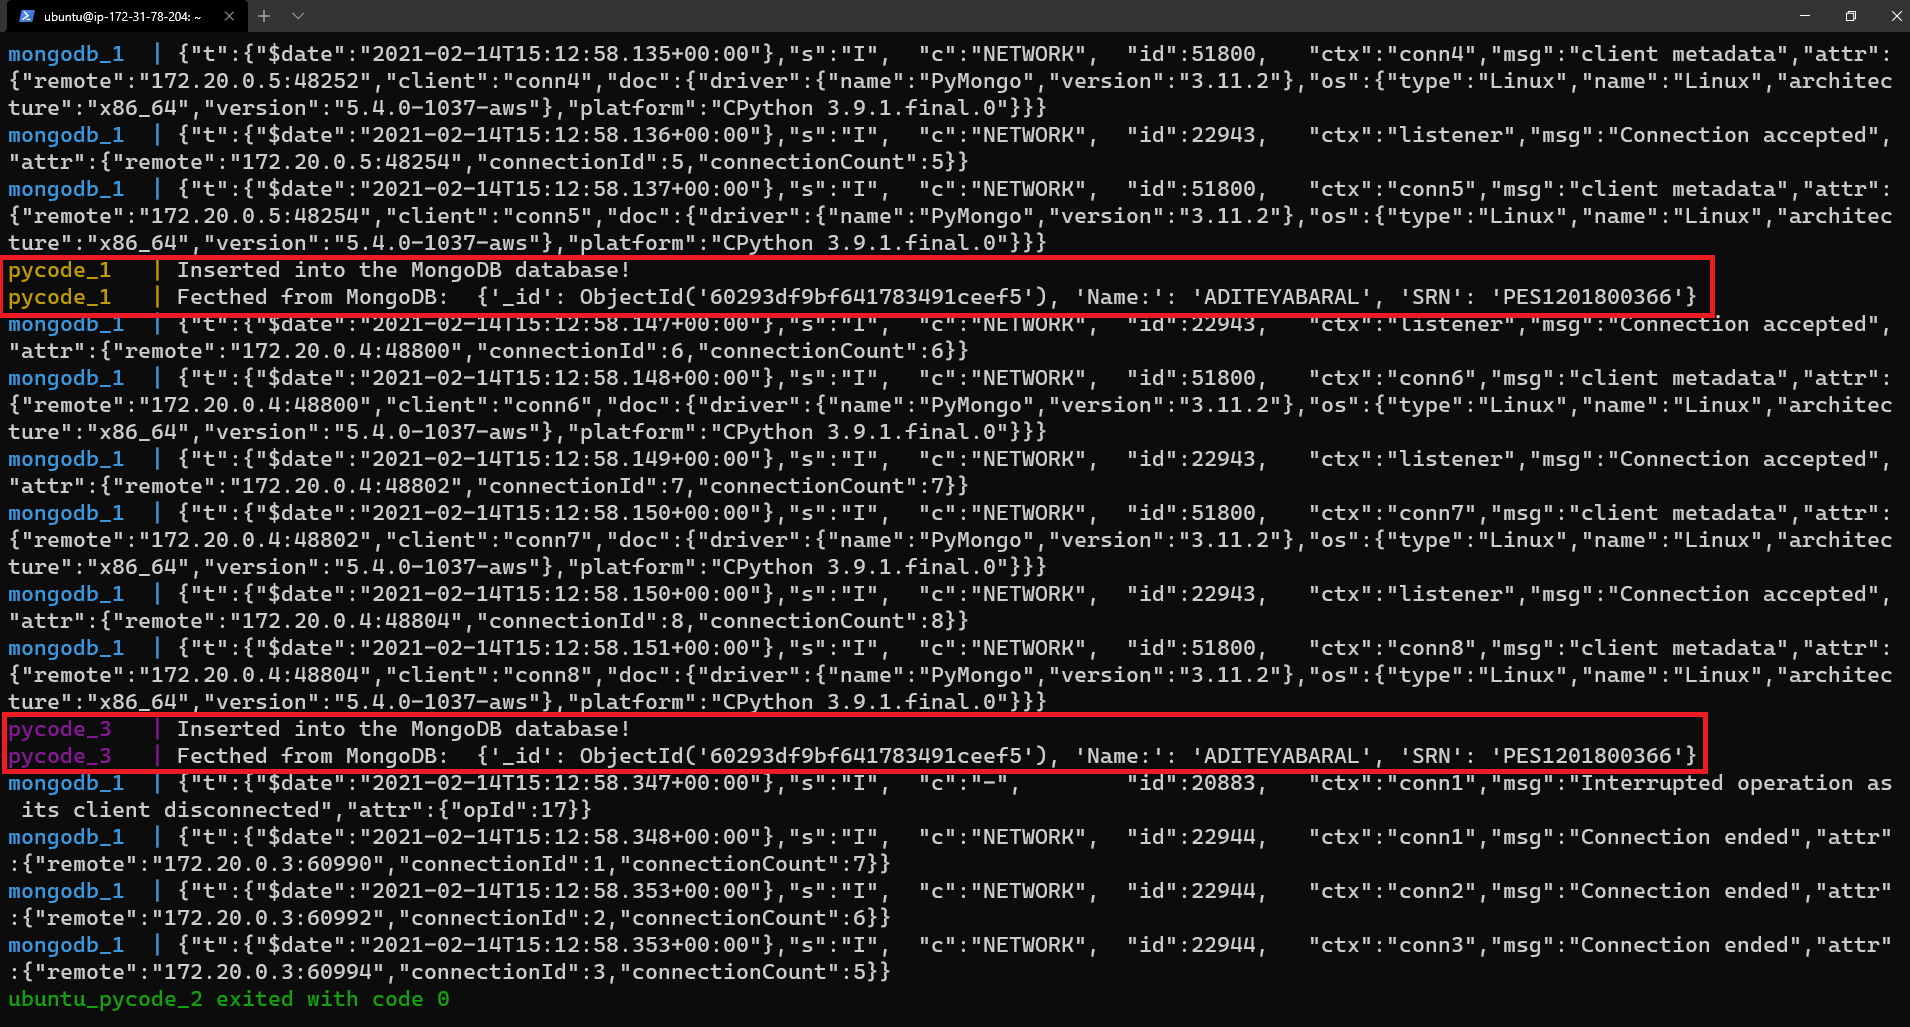 ubuntu@ip-172-31-78-204: ~
mongodb_1  | {"t":{"$date":"2021-02-14T15:12:58.135+00:00"},"s":"I",  "c":"NETWORK",  "id":51800,   "ctx":"conn4","msg":"client metadata","attr":
{"remote":"172.20.0.5:48252","client":"conn4","doc":{"driver":{"name":"PyMongo","version":"3.11.2"},"os":{"type":"Linux","name":"Linux","architec
ture":"x86_64","version":"5.4.0-1037-aws"},"platform":"CPython 3.9.1.final.0"}}}
mongodb_1  | {"t":{"$date":"2021-02-14T15:12:58.136+00:00"},"s":"I",  "c":"NETWORK",  "id":22943,   "ctx":"listener","msg":"Connection accepted",
"attr":{"remote":"172.20.0.5:48254","connectionId":5,"connectionCount":5}}
mongodb_1  | {"t":{"$date":"2021-02-14T15:12:58.137+00:00"},"s":"I",  "c":"NETWORK",  "id":51800,   "ctx":"conn5","msg":"client metadata","attr":
{"remote":"172.20.0.5:48254","client":"conn5","doc":{"driver":{"name":"PyMongo","version":"3.11.2"},"os":{"type":"Linux","name":"Linux","architec
ture":"x86_64","version":"5.4.0-1037-aws"},"platform":"CPython 3.9.1.final.0"}}}
pycode_1   | Inserted into the MongoDB database!
pycode_1   | Fecthed from MongoDB:  {'_id': ObjectId('60293df9bf641783491ceef5'), 'Name:': 'ADITEYABARAL', 'SRN': 'PES1201800366'}
mongodb_1  | {"t":{"$date":"2021-02-14T15:12:58.147+00:00"},"s":"I",  "c":"NETWORK",  "id":22943,   "ctx":"listener","msg":"Connection accepted",
"attr":{"remote":"172.20.0.4:48800","connectionId":6,"connectionCount":6}}
mongodb_1  | {"t":{"$date":"2021-02-14T15:12:58.148+00:00"},"s":"I",  "c":"NETWORK",  "id":51800,   "ctx":"conn6","msg":"client metadata","attr":
{"remote":"172.20.0.4:48800","client":"conn6","doc":{"driver":{"name":"PyMongo","version":"3.11.2"},"os":{"type":"Linux","name":"Linux","architec
ture":"x86_64","version":"5.4.0-1037-aws"},"platform":"CPython 3.9.1.final.0"}}}
mongodb_1  | {"t":{"$date":"2021-02-14T15:12:58.149+00:00"},"s":"I",  "c":"NETWORK",  "id":22943,   "ctx":"listener","msg":"Connection accepted",
"attr":{"remote":"172.20.0.4:48802","connectionId":7,"connectionCount":7}}
mongodb_1  | {"t":{"$date":"2021-02-14T15:12:58.150+00:00"},"s":"I",  "c":"NETWORK",  "id":51800,   "ctx":"conn7","msg":"client metadata","attr":
{"remote":"172.20.0.4:48802","client":"conn7","doc":{"driver":{"name":"PyMongo","version":"3.11.2"},"os":{"type":"Linux","name":"Linux","architec
ture":"x86_64","version":"5.4.0-1037-aws"},"platform":"CPython 3.9.1.final.0"}}}
mongodb_1  | {"t":{"$date":"2021-02-14T15:12:58.150+00:00"},"s":"I",  "c":"NETWORK",  "id":22943,   "ctx":"listener","msg":"Connection accepted",
"attr":{"remote":"172.20.0.4:48804","connectionId":8,"connectionCount":8}}
mongodb_1  | {"t":{"$date":"2021-02-14T15:12:58.151+00:00"},"s":"I",  "c":"NETWORK",  "id":51800,   "ctx":"conn8","msg":"client metadata","attr":
{"remote":"172.20.0.4:48804","client":"conn8","doc":{"driver":{"name":"PyMongo","version":"3.11.2"},"os":{"type":"Linux","name":"Linux","architec
ture":"x86_64","version":"5.4.0-1037-aws"},"platform":"CPython 3.9.1.final.0"}}}
pycode_3   | Inserted into the MongoDB database!
pycode_3   | Fecthed from MongoDB:  {'_id': ObjectId('60293df9bf641783491ceef5'), 'Name:': 'ADITEYABARAL', 'SRN': 'PES1201800366'}
mongodb_1  | {"t":{"$date":"2021-02-14T15:12:58.347+00:00"},"s":"I",  "c":"-",        "id":20883,   "ctx":"conn1","msg":"Interrupted operation as
 its client disconnected","attr":{"opId":17}}
mongodb_1  | {"t":{"$date":"2021-02-14T15:12:58.348+00:00"},"s":"I",  "c":"NETWORK",  "id":22944,   "ctx":"conn1","msg":"Connection ended","attr"
:{"remote":"172.20.0.3:60990","connectionId":1,"connectionCount":7}}
mongodb_1  | {"t":{"$date":"2021-02-14T15:12:58.353+00:00"},"s":"I",  "c":"NETWORK",  "id":22944,   "ctx":"conn2","msg":"Connection ended","attr"
:{"remote":"172.20.0.3:60992","connectionId":2,"connectionCount":6}}
mongodb_1  | {"t":{"$date":"2021-02-14T15:12:58.353+00:00"},"s":"I",  "c":"NETWORK",  "id":22944,   "ctx":"conn3","msg":"Connection ended","attr"
:{"remote":"172.20.0.3:60994","connectionId":3,"connectionCount":5}}
ubuntu_pycode_2 exited with code 0